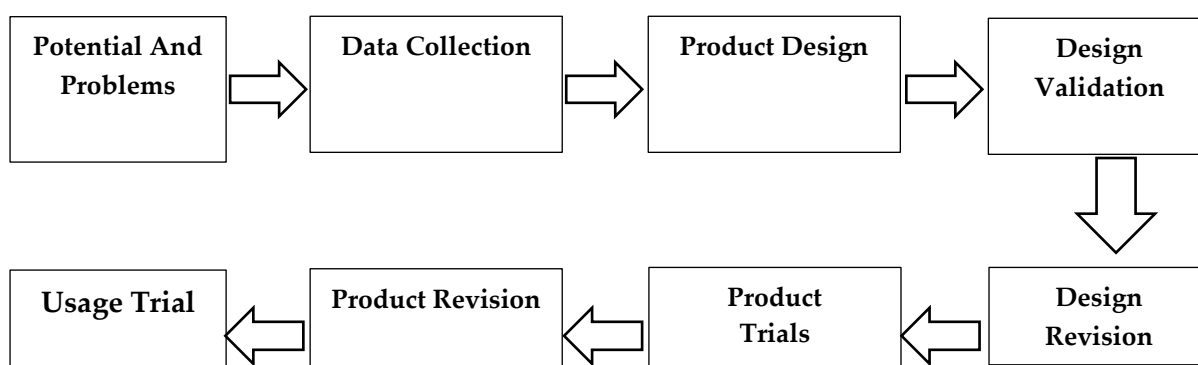 Potential And
Problems
Data Collection
Product Design
Design
Validation
Usage Trial
Product Revision
Product
Trials
Design
Revision